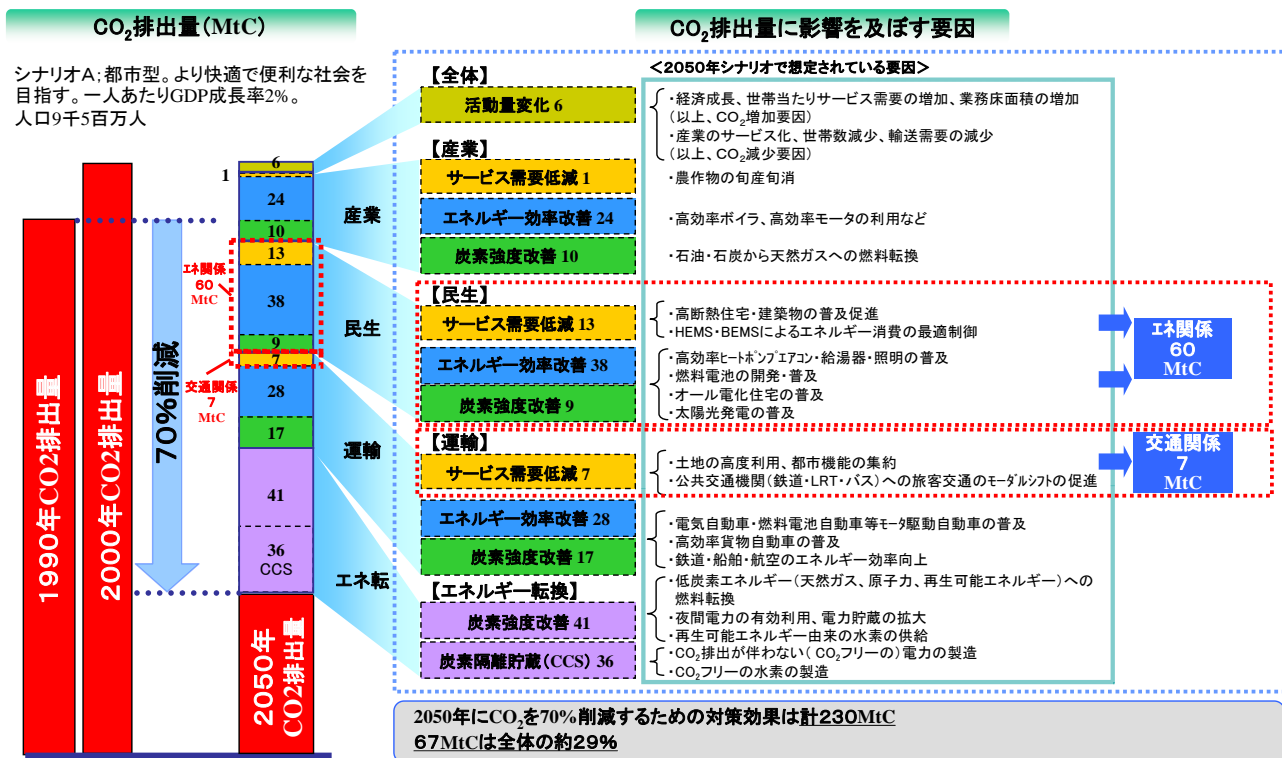 CO₂排出量(MtC)
シナリオA;都市型。より快適で便利な社会を
目指す。一人あたりGDP成長率2%。
人口9千5百万人
1990年CO2排出量
2000年CO2排出量
70%削減
6
1
24
10
13
38
9
7
28
17
41
36
CCS
2050年
CO2排出量
エネ関係
60
MtC
交通関係
7
MtC
産業
民生
運輸
エネ転
CO₂排出量に影響を及ぼす要因
<2050年シナリオで想定されている要因>
【全体】
活動量変化 6
・経済成長、世帯当たりサービス需要の増加、業務床面積の増加
(以上、CO₂増加要因)
・産業のサービス化、世帯数減少、輸送需要の減少
(以上、CO₂減少要因)
【産業】
サービス需要低減 1
・農作物の旬産旬消
エネルギー効率改善 24
・高効率ボイラ、高効率モータの利用など
炭素強度改善 10
・石油・石炭から天然ガスへの燃料転換
【民生】
サービス需要低減 13
・高断熱住宅・建築物の普及促進
・HEMS・BEMSによるエネルギー消費の最適制御
エネルギー効率改善 38
炭素強度改善 9
・高効率ヒートポンプエアコン・給湯器・照明の普及
・燃料電池の開発・普及
・オール電化住宅の普及
・太陽光発電の普及
エネ関係
60
MtC
【運輸】
サービス需要低減 7
・土地の高度利用、都市機能の集約
・公共交通機関(鉄道・LRT・バス)への旅客交通のモーダルシフトの促進
交通関係
7
MtC
エネルギー効率改善 28
炭素強度改善 17
・電気自動車・燃料電池自動車等モータ駆動自動車の普及
・高効率貨物自動車の普及
・鉄道・船舶・航空のエネルギー効率向上
【エネルギー転換】
炭素強度改善 41
・低炭素エネルギー(天然ガス、原子力、再生可能エネルギー)への
燃料転換
・夜間電力の有効利用、電力貯蔵の拡大
・再生可能エネルギー由来の水素の供給
炭素隔離貯蔵(CCS) 36
・CO₂排出が伴わない(CO₂フリーの)電力の製造
・CO₂フリーの水素の製造
2050年にCO₂を70%削減するための対策効果は計230MtC
67MtCは全体の約29%